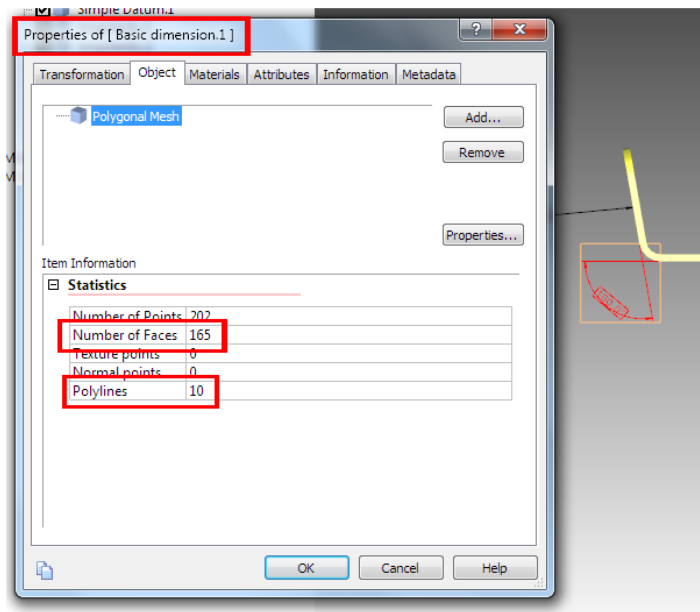 Simple Datum.1
Properties of [ Basic dimension.1 ]
? X
Transformation Object Materials Attributes Information Metadata
Polygonal Mesh
Add...
Remove
Properties...
Item Information
Statistics
Number of Points 202
Number of Faces 165
Texture points 0
Normal points 0
Polylines 10
OK Cancel Help
M
M